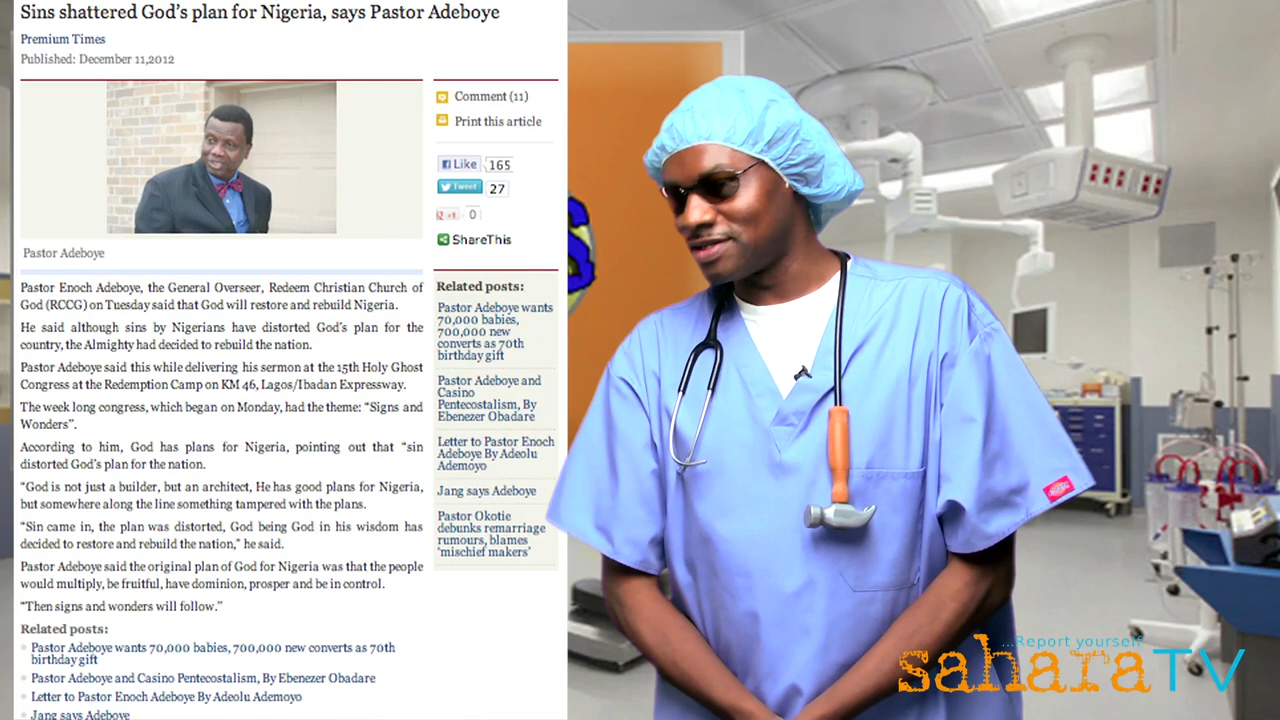 Sins shattered God's plan for Nigeria, says Pastor Adeboye
Premium Times
Published: December 11,2012
Pastor Adeboye
Pastor Enoch Adeboye, the General Overseer, Redeem Christian Church of
God (RCCG) on Tuesday said that God will restore and rebuild Nigeria.
He said although sins by Nigerians have distorted God's plan for the
country, the Almighty had decided to rebuild the nation.
Pastor Adeboye said this while delivering his sermon at the 15th Holy Ghost
Congress at the Redemption Camp on KM 46, Lagos/Ibadan Expressway.
The week long congress, which began on Monday, had the theme: “Signs and
Wonders”.
According to him, God has plans for Nigeria, pointing out that “sin
distorted God's plan for the nation.
“God is not just a builder, but an architect, He has good plans for Nigeria,
but somewhere along the line something tampered with the plans.
“Sin came in, the plan was distorted, God being God in his wisdom has
decided to restore and rebuild the nation,” he said.
Pastor Adeboye said the original plan of God for Nigeria was that the people
would multiply, be fruitful, have dominion, prosper and be in control.
“Then signs and wonders will follow.”
Related posts:
Pastor Adeboye wants 70,000 babies, 700,000 new converts as 70th
birthday gift
Pastor Adeboye and Casino Pentecostalism, By Ebenezer Obadare
Letter to Pastor Enoch Adeboye By Adeolu Ademoyo
Jang says Adeboye
Comment (11)
Print this article
Like 165
Tweet 27
+1 0
ShareThis
Related posts:
Pastor Adeboye wants
70,000 babies,
700,000 new
converts as 70th
birthday gift
Pastor Adeboye and
Casino
Pentecostalism, By
Ebenezer Obadare
Letter to Pastor Enoch
Adeboye By Adeolu
Ademoyo
Jang says Adeboye
Pastor Okotie
debunks remarriage
rumours, blames
'mischief makers'
...Report yourself
saharaTV